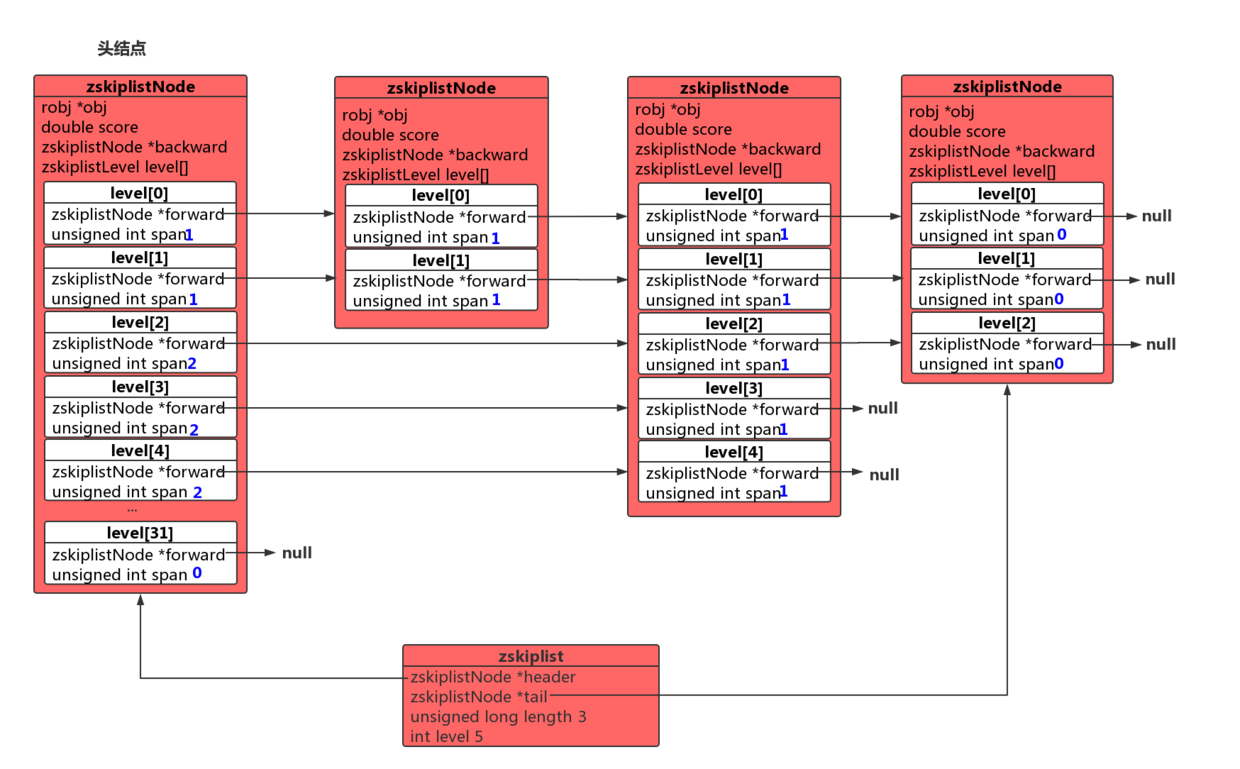 头结点
zskiplistNode
robj *obj
double score
zskiplistNode *backward
zskiplistLevel level[]
level[0]
zskiplistNode *forward
unsigned int span 1
level[1]
zskiplistNode *forward
unsigned int span 1
level[2]
zskiplistNode *forward
unsigned int span 2
level[3]
zskiplistNode *forward
unsigned int span 2
level[4]
zskiplistNode *forward
unsigned int span 2
...
level[31]
zskiplistNode *forward
unsigned int span 0
null
zskiplistNode
robj *obj
double score
zskiplistNode *backward
zskiplistLevel level[]
level[0]
zskiplistNode *forward
unsigned int span 1
level[1]
zskiplistNode *forward
unsigned int span 1
zskiplistNode
robj *obj
double score
zskiplistNode *backward
zskiplistLevel level[]
level[0]
zskiplistNode *forward
unsigned int span 1
level[1]
zskiplistNode *forward
unsigned int span 1
level[2]
zskiplistNode *forward
unsigned int span 1
level[3]
zskiplistNode *forward
unsigned int span 1
null
level[4]
zskiplistNode *forward
unsigned int span 1
null
zskiplistNode
robj *obj
double score
zskiplistNode *backward
zskiplistLevel level[]
level[0]
zskiplistNode *forward
unsigned int span 0
null
level[1]
zskiplistNode *forward
unsigned int span 0
null
level[2]
zskiplistNode *forward
unsigned int span 0
null
zskiplist
zskiplistNode *header
zskiplistNode *tail
unsigned long length 3
int level 5